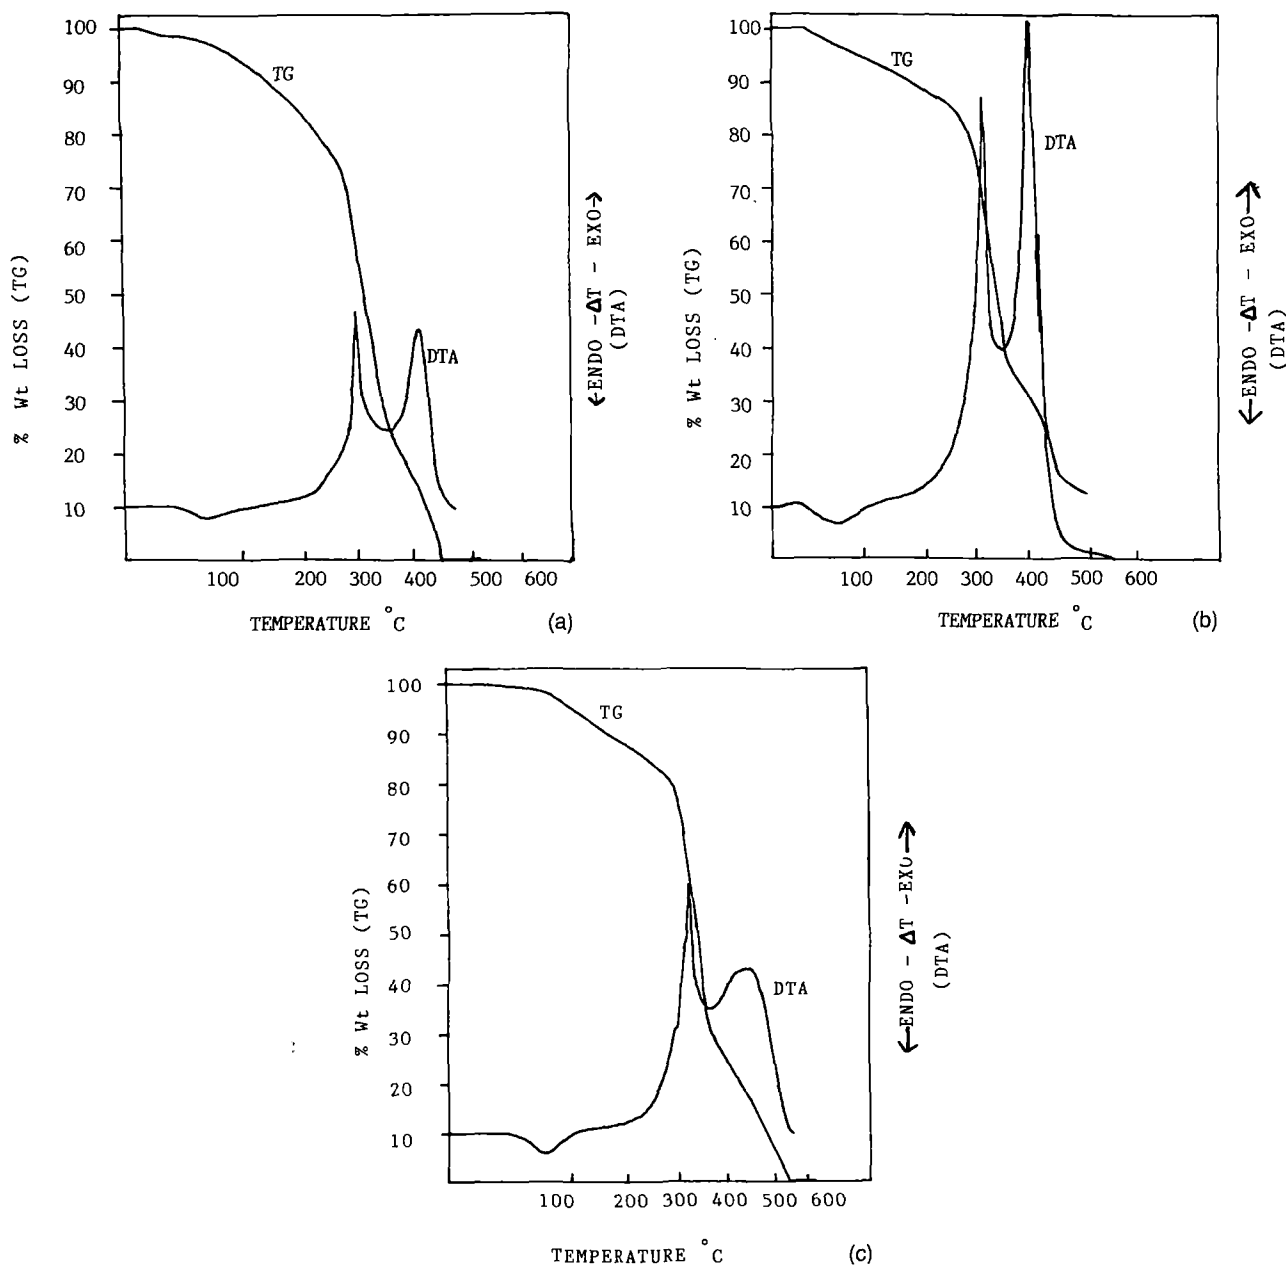 100
90
80
70
60
50
40
30
20
10
% Wt LOSS (TG)
TG
DTA
←ENDO -ΔT - EXO→
(DTA)
100 200 300 400 500 600
TEMPERATURE °C
(a)
100
90
80
70
60
50
40
30
20
10
% Wt LOSS (TG)
TG
DTA
←ENDO -ΔT - EXO→
(DTA)
100 200 300 400 500 600
TEMPERATURE °C
(b)
100
90
80
70
60
50
40
30
20
10
% Wt LOSS (TG)
TG
DTA
←ENDO - ΔT -EXO→
(DTA)
100 200 300 400 500 600
TEMPERATURE °C
(c)